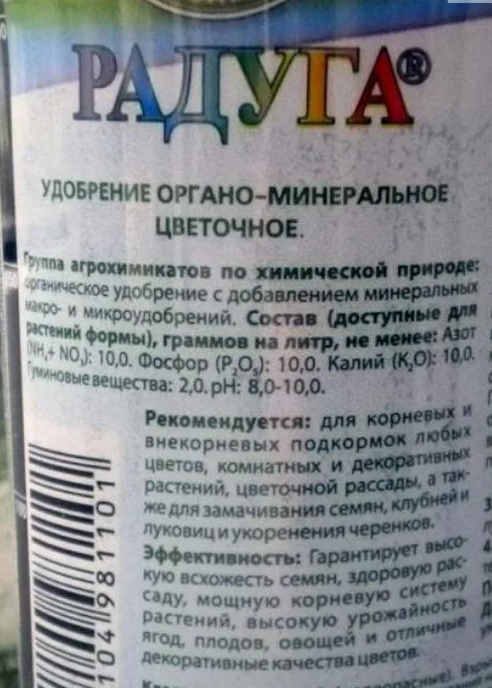 РАДУГА®
УДОБРЕНИЕ ОРГАНО-МИНЕРАЛЬНОЕ
ЦВЕТОЧНОЕ.
Группа агрохимикатов по химической природе:
органическое удобрение с добавлением минеральных
макро- и микроудобрений. Состав (доступные для
растений формы), граммов на литр, не менее: Азот
(NH₄+ NO₃): 10,0. Фосфор (P₂O₅): 10,0. Калий (K₂O): 10,0.
Гуминовые вещества: 2,0. pH: 8,0-10,0.
Рекомендуется: для корневых и
внекорневых подкормок любых
цветов, комнатных и декоративных
растений, цветочной рассады, а так-
же для замачивания семян, клубней и
луковиц и укоренения черенков.
Эффективность: Гарантирует высо-
кую всхожесть семян, здоровую рас-
саду, мощную корневую систему
растений, высокую урожайность
ягод, плодов, овощей и отличные
декоративные качества цветов.
104981101